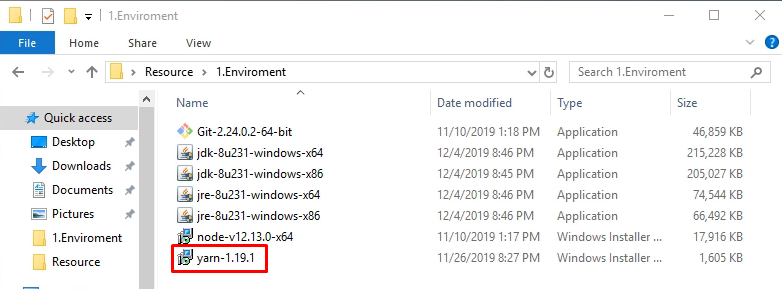 1.Enviroment
File Home Share View
Resource 1.Enviroment Search 1.Enviroment
Name Date modified Type Size
Quick access
Desktop
Downloads
Documents
Pictures
1.Enviroment
Resource
Git-2.24.0.2-64-bit 11/10/2019 1:18 PM Application 46,859 KB
jdk-8u231-windows-x64 12/4/2019 8:46 PM Application 215,228 KB
jdk-8u231-windows-x86 12/4/2019 8:45 PM Application 205,027 KB
jre-8u231-windows-x64 12/4/2019 8:46 PM Application 74,544 KB
jre-8u231-windows-x86 12/4/2019 8:46 PM Application 66,492 KB
node-v12.13.0-x64 11/10/2019 1:17 PM Windows Installer ... 17,916 KB
yarn-1.19.1 11/26/2019 8:27 PM Windows Installer ... 1,605 KB